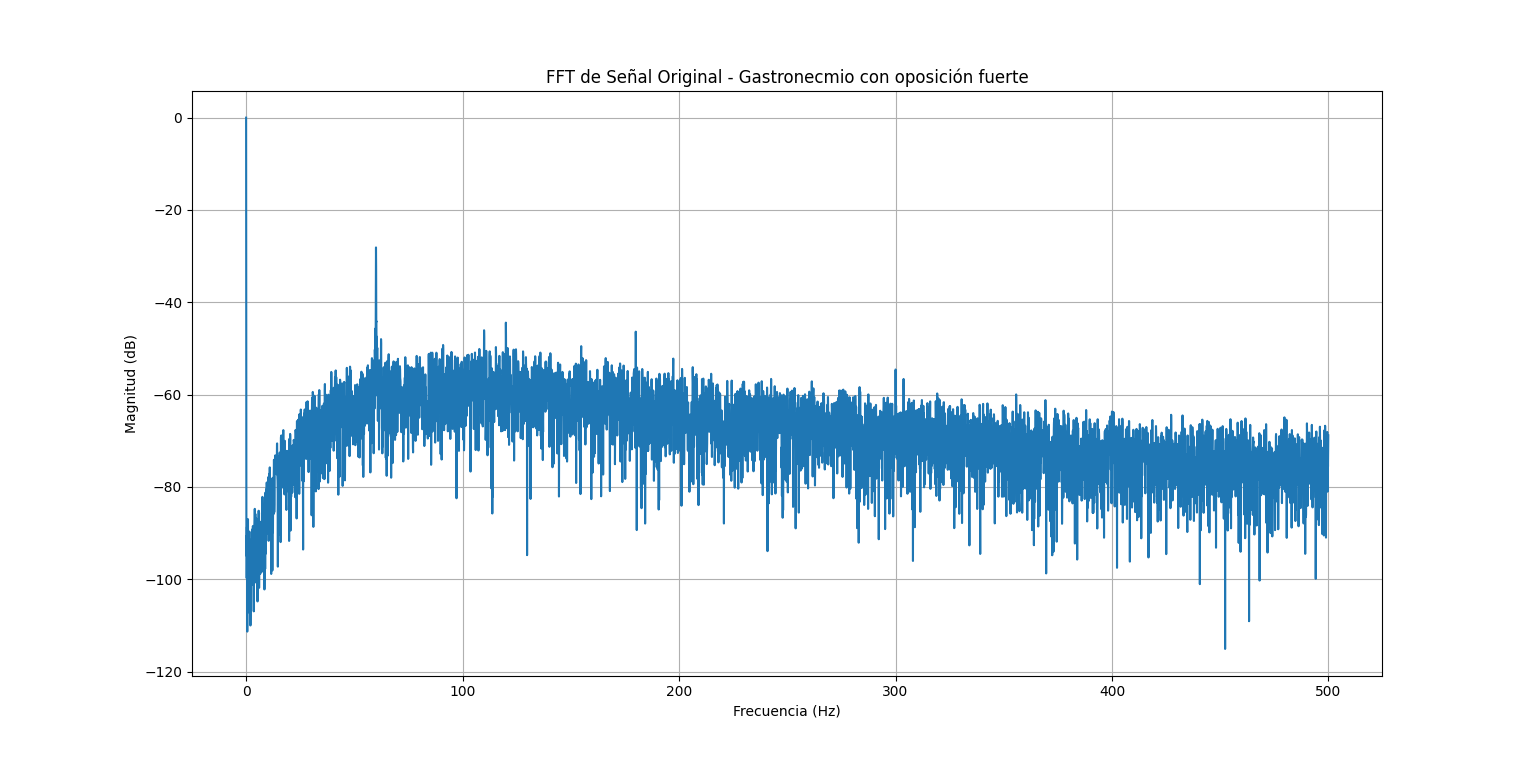 FFT de Señal Original - Gastronecmio con oposición fuerte
0
−20
−40
−60
−80
−100
−120
Magnitud (dB)
0 100 200 300 400 500
Frecuencia (Hz)